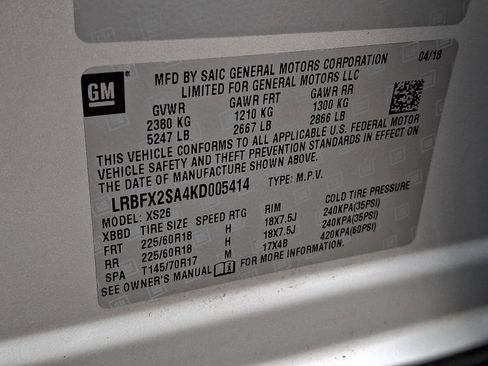 GM
MFD BY SAIC GENERAL MOTORS CORPORATION 04/18
LIMITED FOR GENERAL MOTORS LLC
GVWR GAWR FRT GAWR RR
2380 KG 1210 KG 1300 KG
5247 LB 2667 LB 2866 LB
THIS VEHICLE CONFORMS TO ALL APPLICABLE U.S. FEDERAL MOTOR
VEHICLE SAFETY AND THEFT PREVENTION STANDARDS IN EFFECT ON
THE DATE OF MANUFACTURE SHOWN ABOVE.
LRBFX2SA4KD005414 TYPE: M.P.V.
MODEL: XS26
XBBD TIRE SIZE SPEED RTG RIM COLD TIRE PRESSURE
FRT 225/60R18 H 18X7.5J 240KPA(35PSI)
RR 225/60R18 H 18X7.5J 240KPA(35PSI)
SPA T145/70R17 M 17X4B 420KPA(60PSI)
SEE OWNER'S MANUAL FOR MORE INFORMATION.